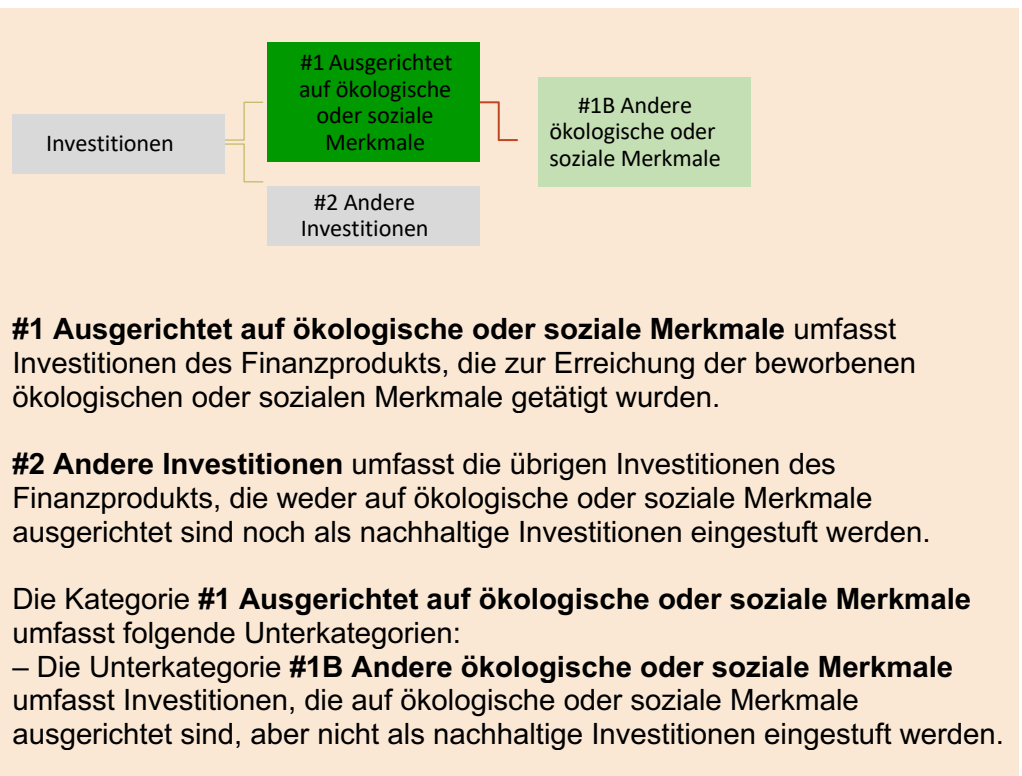 #1 Ausgerichtet
auf ökologische
oder soziale
Merkmale
#1B Andere
ökologische oder
soziale Merkmale
Investitionen
#2 Andere
Investitionen
#1 Ausgerichtet auf ökologische oder soziale Merkmale umfasst
Investitionen des Finanzprodukts, die zur Erreichung der beworbenen
ökologischen oder sozialen Merkmale getätigt wurden.
#2 Andere Investitionen umfasst die übrigen Investitionen des
Finanzprodukts, die weder auf ökologische oder soziale Merkmale
ausgerichtet sind noch als nachhaltige Investitionen eingestuft werden.
Die Kategorie #1 Ausgerichtet auf ökologische oder soziale Merkmale
umfasst folgende Unterkategorien:
– Die Unterkategorie #1B Andere ökologische oder soziale Merkmale
umfasst Investitionen, die auf ökologische oder soziale Merkmale
ausgerichtet sind, aber nicht als nachhaltige Investitionen eingestuft werden.